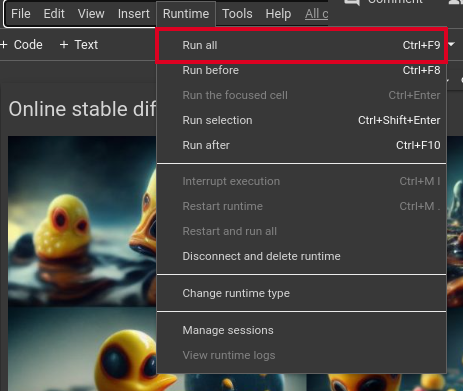 File Edit View Insert Runtime Tools Help All c
Comment
+ Code + Text
Run all Ctrl+F9
Run before Ctrl+F8
Run the focused cell Ctrl+Enter
Run selection Ctrl+Shift+Enter
Run after Ctrl+F10
Online stable dif
Interrupt execution Ctrl+M I
Restart runtime Ctrl+M .
Restart and run all
Disconnect and delete runtime
Change runtime type
Manage sessions
View runtime logs